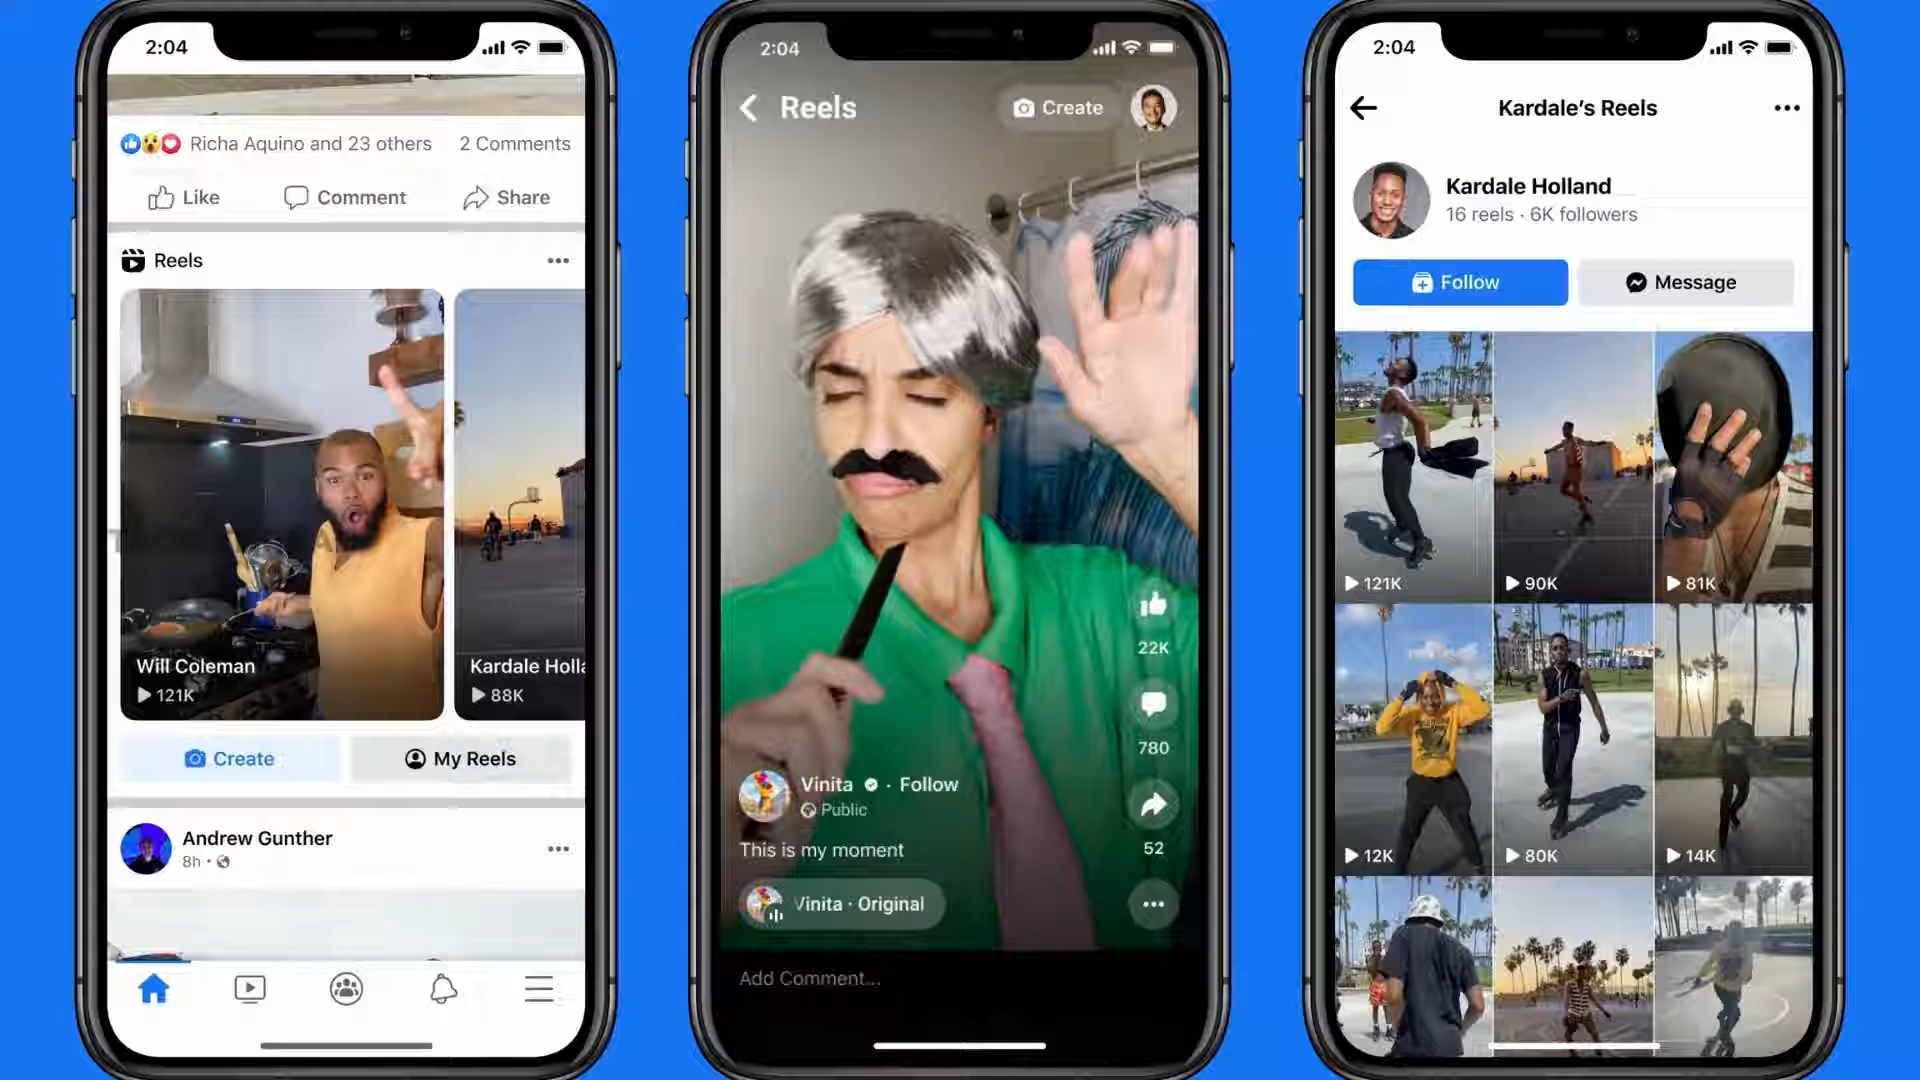 2:04
Richa Aquino and 23 others 2 Comments
Like Comment Share
Reels
Will Coleman
121K
Kardale Holla
88K
Create My Reels
Andrew Gunther
8h ·
2:04
Reels Create
22K
780
Vinita · Follow
Public
52
This is my moment
Vinita · Original
Add Comment...
2:04
Kardale's Reels
Kardale Holland
16 reels · 6K followers
Follow Message
121K 90K 81K
12K 80K 14K